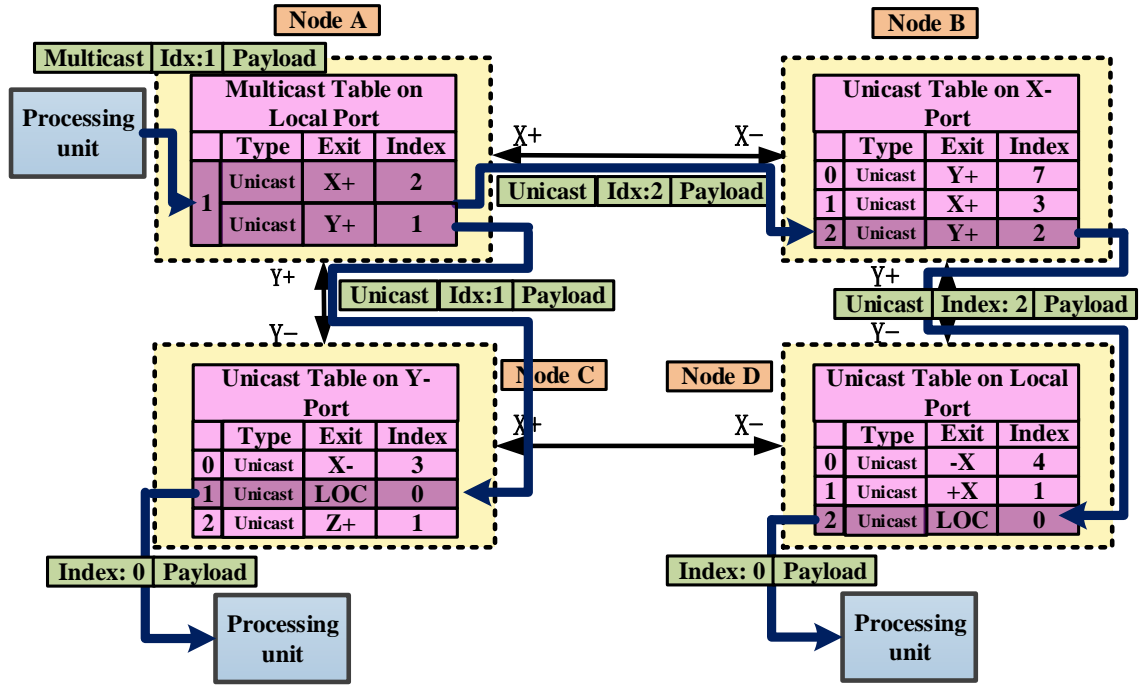 Node A
Node B
Multicast Idx:1 Payload
Processing
unit
Multicast Table on
Local Port
Type Exit Index
1 Unicast X+ 2
Unicast Y+ 1
X+
X-
Unicast Idx:2 Payload
Unicast Table on X-
Port
Type Exit Index
0 Unicast Y+ 7
1 Unicast X+ 3
2 Unicast Y+ 2
Y+
Unicast Idx:1 Payload
Y-
Y+
Unicast Index: 2 Payload
Y-
Node C
Node D
Unicast Table on Y-
Port
Type Exit Index
0 Unicast X- 3
1 Unicast LOC 0
2 Unicast Z+ 1
X+
X-
Unicast Table on Local
Port
Type Exit Index
0 Unicast -X 4
1 Unicast +X 1
2 Unicast LOC 0
Index: 0 Payload
Processing
unit
Index: 0 Payload
Processing
unit